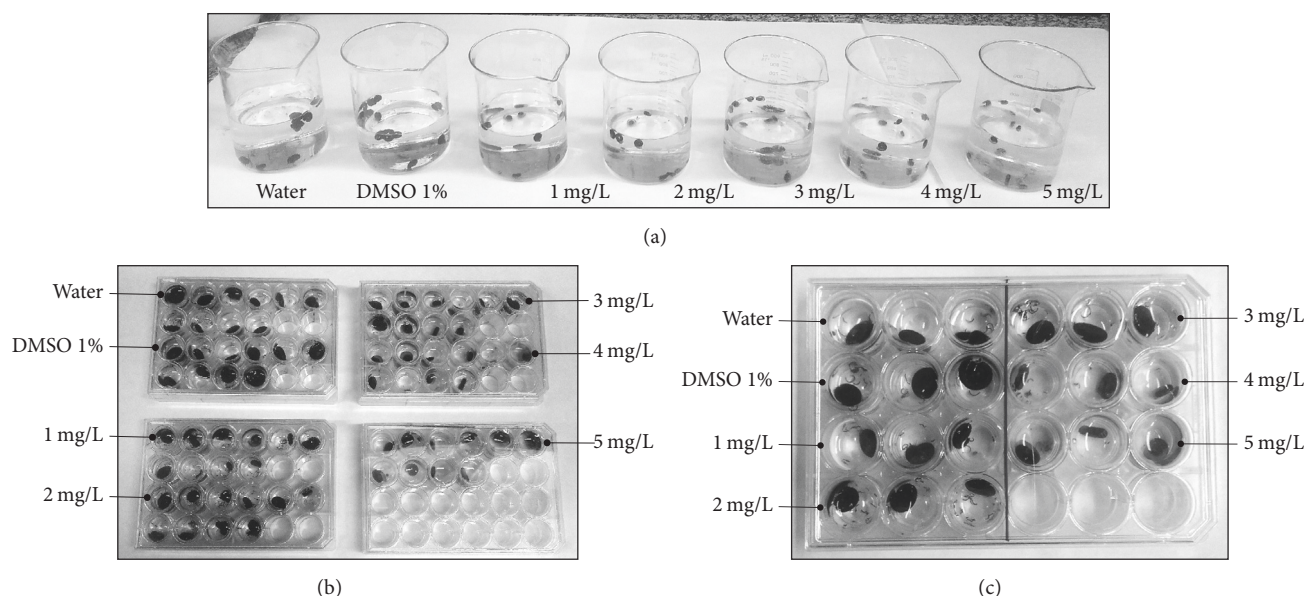 Water DMSO 1% 1 mg/L 2 mg/L 3 mg/L 4 mg/L 5 mg/L
(a)
Water
DMSO 1%
1 mg/L
2 mg/L
3 mg/L
4 mg/L
5 mg/L
(b)
Water
DMSO 1%
1 mg/L
2 mg/L
3 mg/L
4 mg/L
5 mg/L
(c)